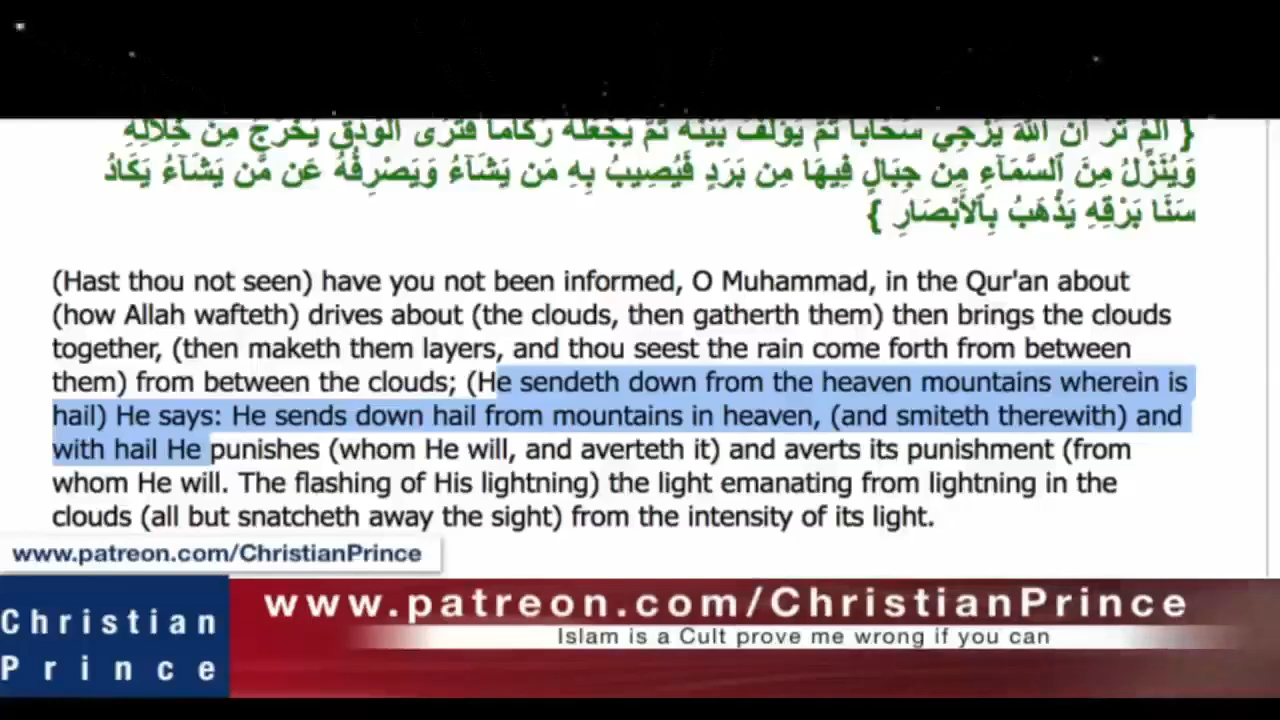 { أَلَمْ تَرَ أَنَّ ٱللَّهَ يُزْجِي سَحَاباً ثُمَّ يُؤَلِّفُ بَيْنَهُ ثُمَّ يَجْعَلُهُ رُكَاماً فَتَرَى ٱلْوَدْقَ يَخْرُجُ مِنْ خِلاَلِهِ
وَيُنَزِّلُ مِنَ ٱلسَّمَآءِ مِن جِبَالٍ فِيهَا مِن بَرَدٍ فَيُصِيبُ بِهِ مَن يَشَآءُ وَيَصْرِفُهُ عَن مَّن يَشَآءُ يَكَادُ
سَنَا بَرْقِهِ يَذْهَبُ بِٱلأَبْصَارِ }
(Hast thou not seen) have you not been informed, O Muhammad, in the Qur'an about
(how Allah wafteth) drives about (the clouds, then gatherth them) then brings the clouds
together, (then maketh them layers, and thou seest the rain come forth from between
them) from between the clouds; (He sendeth down from the heaven mountains wherein is
hail) He says: He sends down hail from mountains in heaven, (and smiteth therewith) and
with hail He punishes (whom He will, and averteth it) and averts its punishment (from
whom He will. The flashing of His lightning) the light emanating from lightning in the
clouds (all but snatcheth away the sight) from the intensity of its light.
www.patreon.com/ChristianPrince
Christian
Prince
www.patreon.com/ChristianPrince
Islam is a Cult prove me wrong if you can